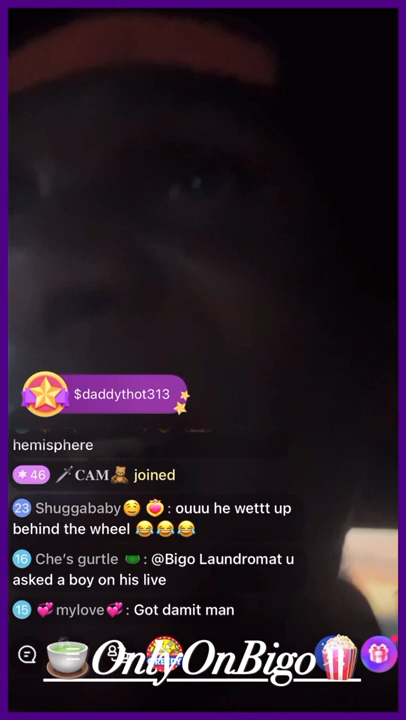 $daddythot313
hemisphere
46 CAM joined
23 Shuggababy : ouuu he wettt up
behind the wheel 😂😂😂
16 Che's gurtle : @Bigo Laundromat u
asked a boy on his live
15 💞mylove💞 : Got damit man
OnlyOnBigo